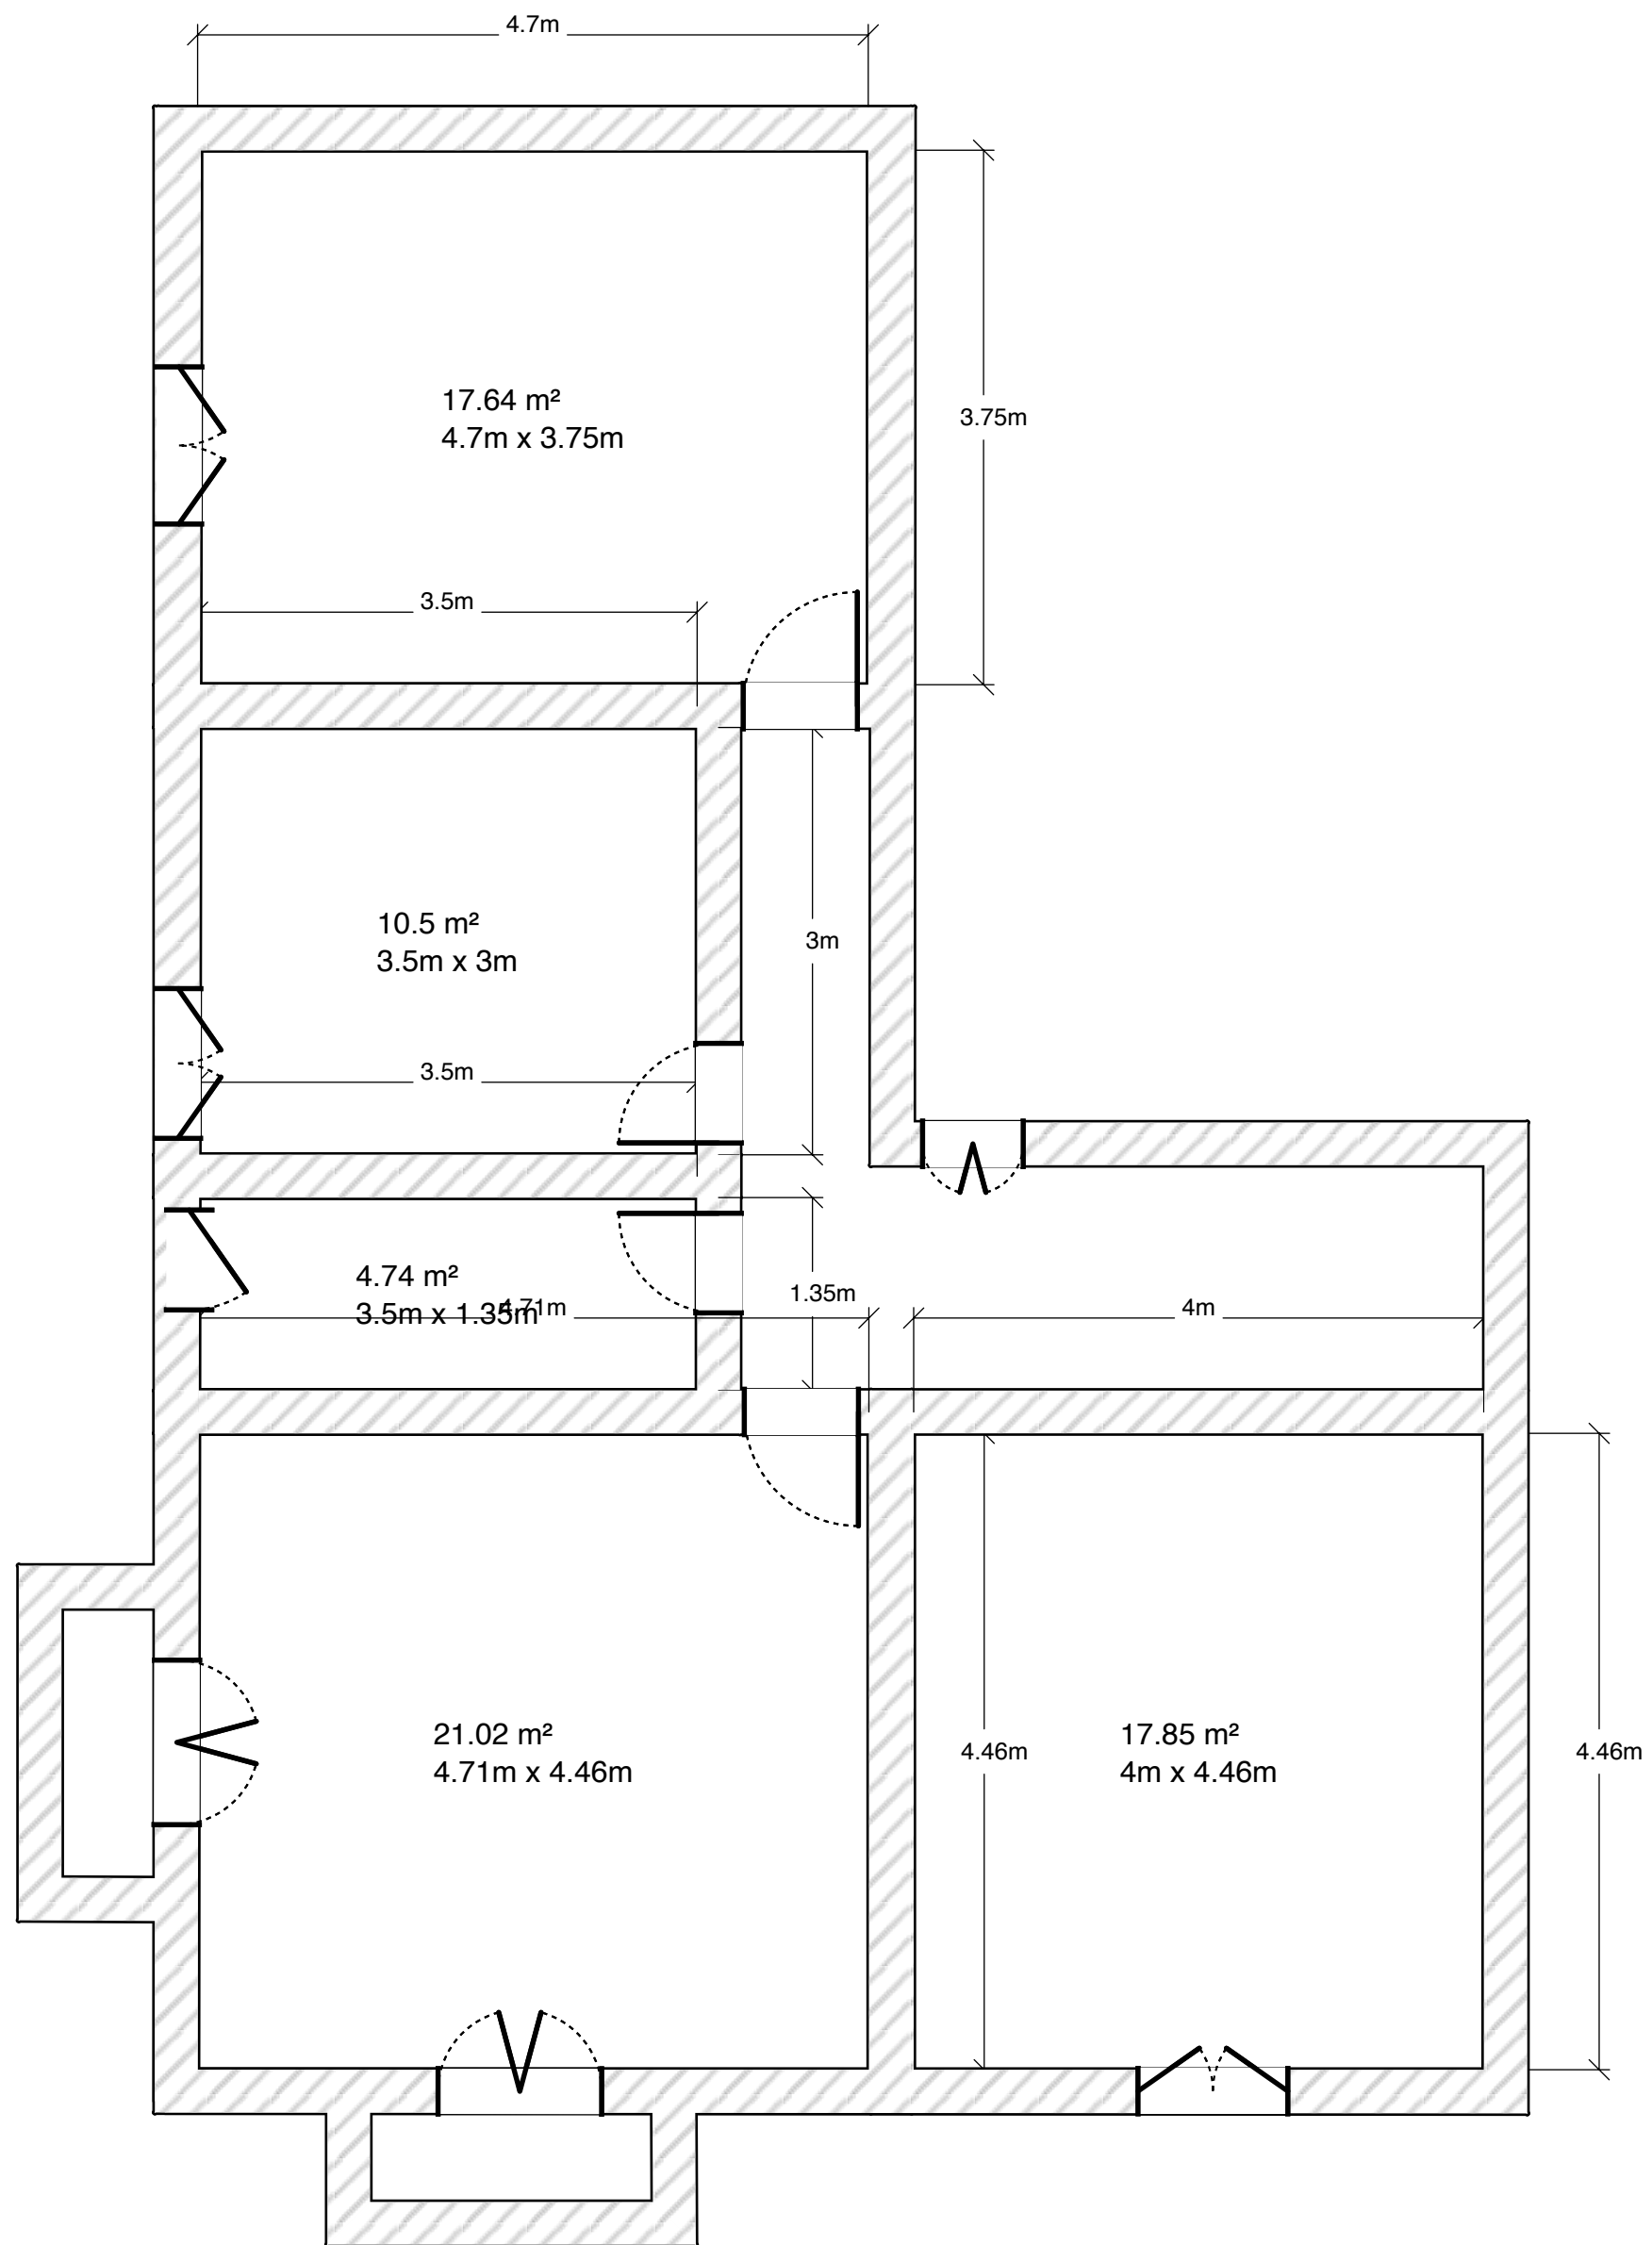 4.7m
17.64 m²
4.7m x 3.75m
3.75m
3.5m
10.5 m²
3.5m x 3m
3m
3.5m
4.74 m²
3.5m x 1.35m
4.71m
1.35m
4m
21.02 m²
4.71m x 4.46m
4.46m
17.85 m²
4m x 4.46m
4.46m